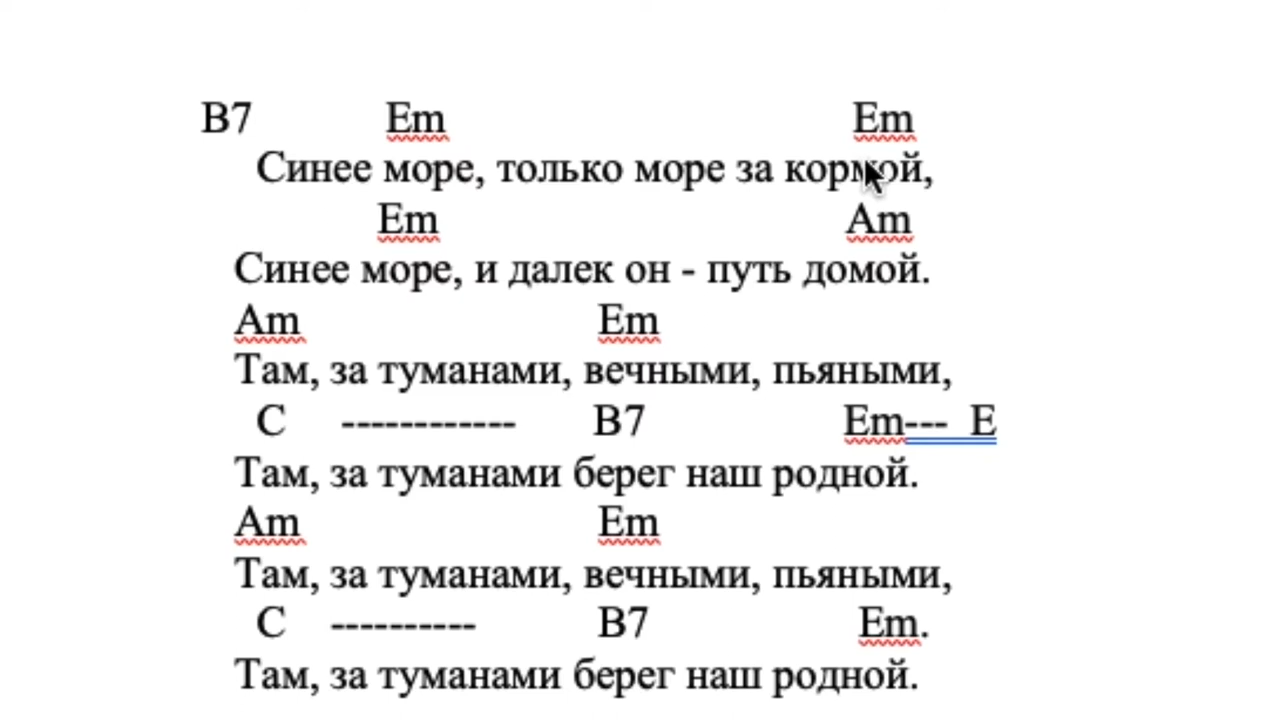 B7 Em Em
Синее море, только море за кормой,
Em Am
Синее море, и далек он - путь домой.
Am Em
Там, за туманами, вечными, пьяными,
C ------------ B7 Em--- E
Там, за туманами берег наш родной.
Am Em
Там, за туманами, вечными, пьяными,
C ---------- B7 Em.
Там, за туманами берег наш родной.